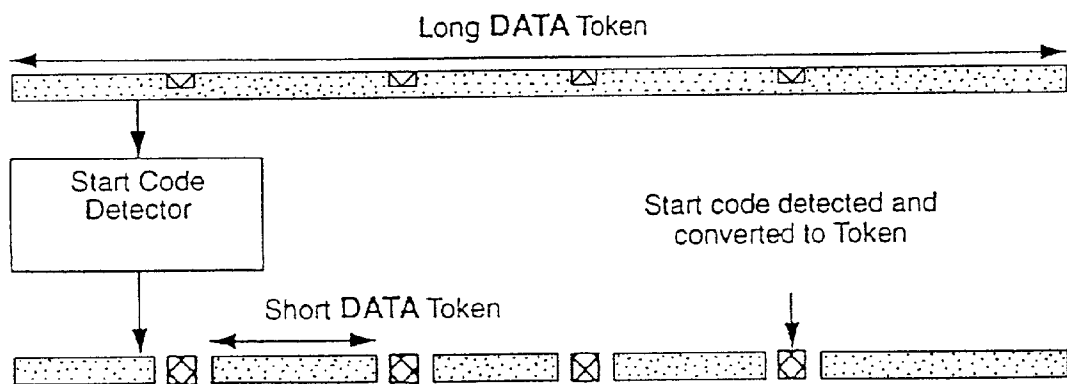 Long DATA Token
Start Code
Detector
Start code detected and
converted to Token
Short DATA Token